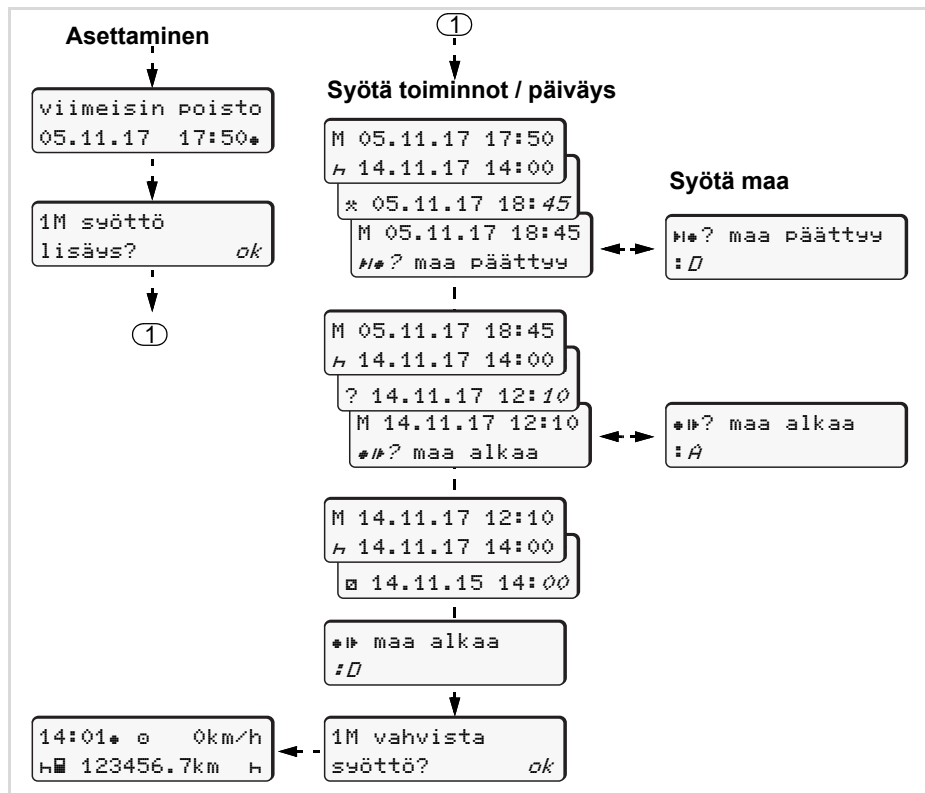 Asettaminen
viimeisin poisto
05.11.17 17:50
1M syöttö
lisäys? ok
1
1
Syötä toiminnot / päiväys
M 05.11.17 17:50
14.11.17 14:00
05.11.17 18:45
M 05.11.17 18:45
? maa päättyy
Syötä maa
? maa päättyy
:D
M 05.11.17 18:45
14.11.17 14:00
? 14.11.17 12:10
M 14.11.17 12:10
? maa alkaa
? maa alkaa
:A
M 14.11.17 12:10
14.11.17 14:00
14.11.15 14:00
maa alkaa
:D
1M vahvista
syöttö? ok
14:01 0km/h
123456.7km